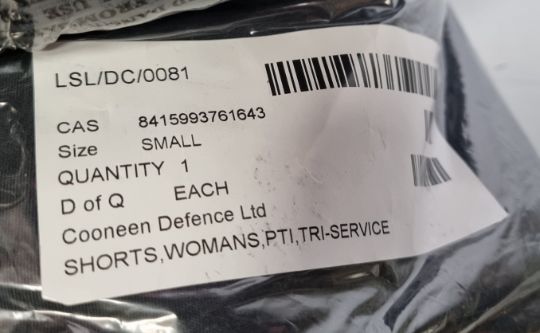 LSL/DC/0081
CAS 8415993761643
Size SMALL
QUANTITY 1
D of Q EACH
Cooneen Defence Ltd
SHORTS,WOMANS,PTI,TRI-SERVICE